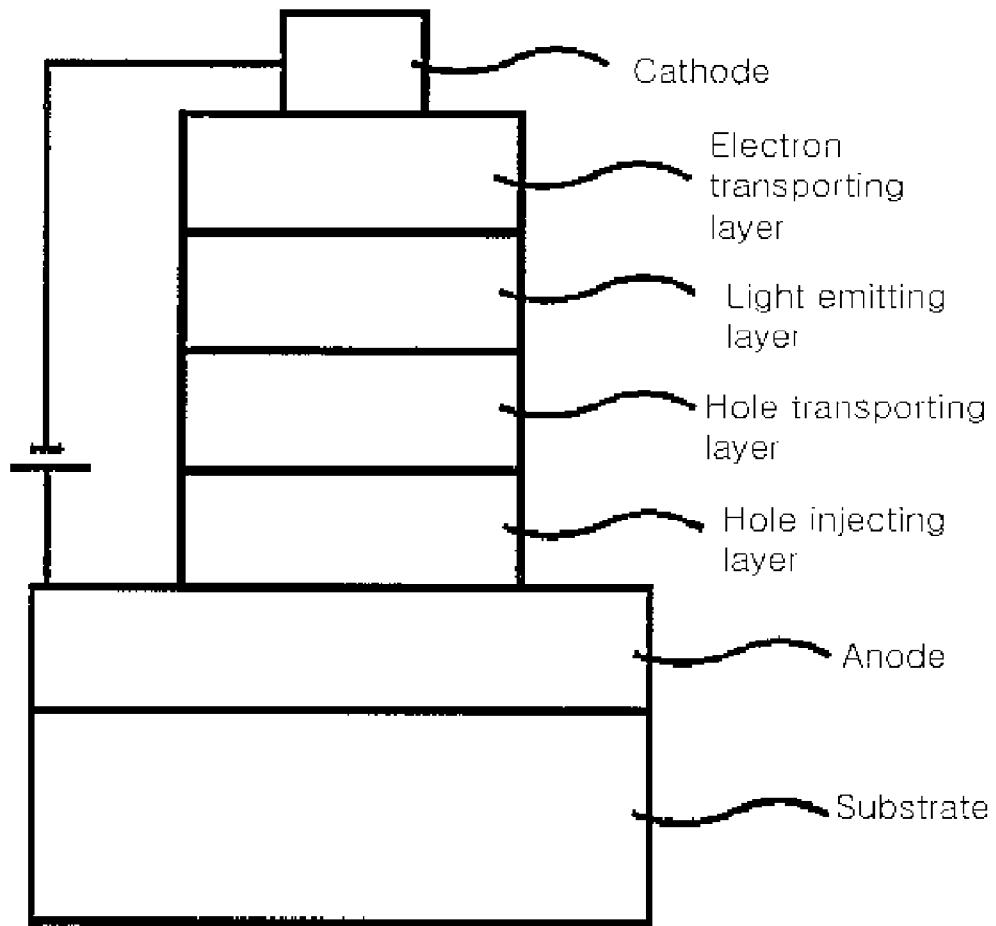 Cathode
Electron
transporting
layer
Light emitting
layer
Hole transporting
layer
Hole injecting
layer
Anode
Substrate